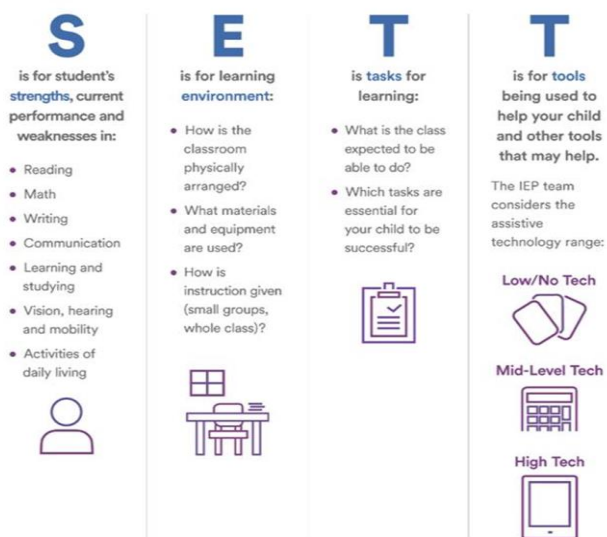 S
is for student's
strengths, current
performance and
weaknesses in:
• Reading
• Math
• Writing
• Communication
• Learning and
studying
• Vision, hearing
and mobility
• Activities of
daily living
E
is for learning
environment:
• How is the
classroom
physically
arranged?
• What materials
and equipment
are used?
• How is
instruction given
(small groups,
whole class)?
T
is tasks for
learning:
• What is the class
expected to be
able to do?
• Which tasks are
essential for
your child to be
successful?
T
is for tools
being used to
help your child
and other tools
that may help.
The IEP team
considers the
assistive
technology range:
Low/No Tech
Mid-Level Tech
High Tech